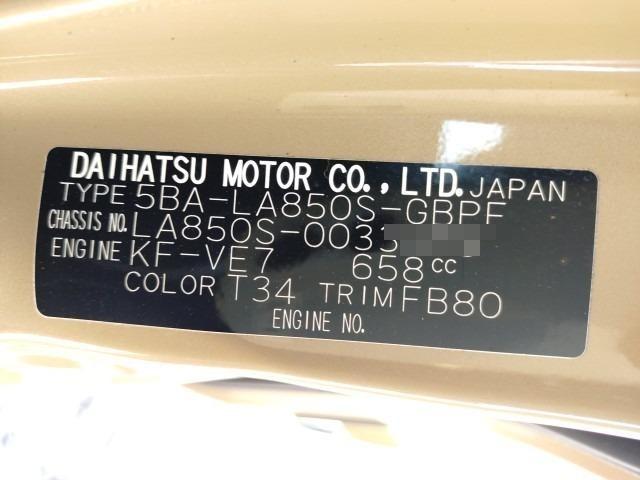 DAIHATSU MOTOR CO.,LTD. JAPAN
TYPE 5BA-LA850S-GBPF
CHASSIS NO. LA850S-0033
ENGINE KF-VE7 658cc
COLOR T34 TRIM FB80
ENGINE NO.